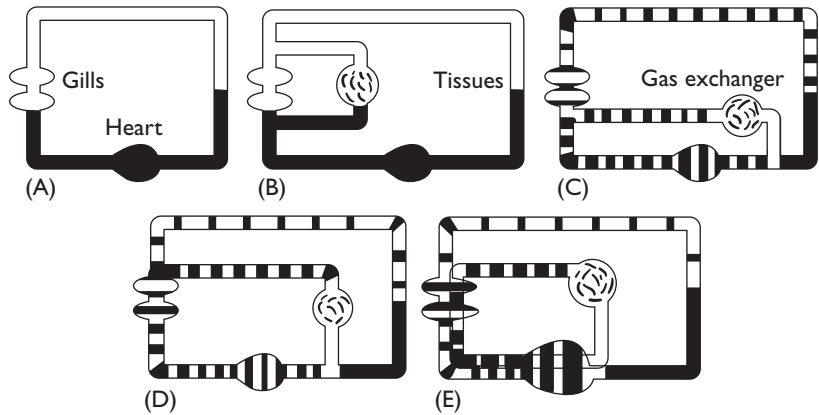 Gills
Heart
(A)
Tissues
(B)
Gas exchanger
(C)
(D)
(E)